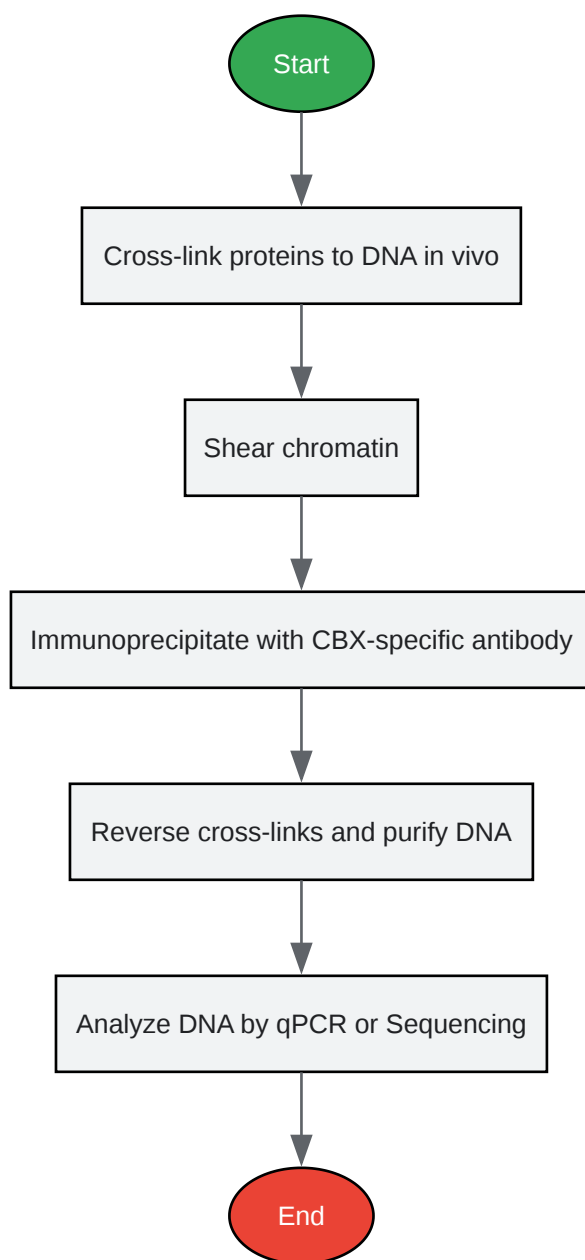 Start
Cross-link proteins to DNA in vivo
Shear chromatin
Immunoprecipitate with CBX-specific antibody
Reverse cross-links and purify DNA
Analyze DNA by qPCR or Sequencing
End